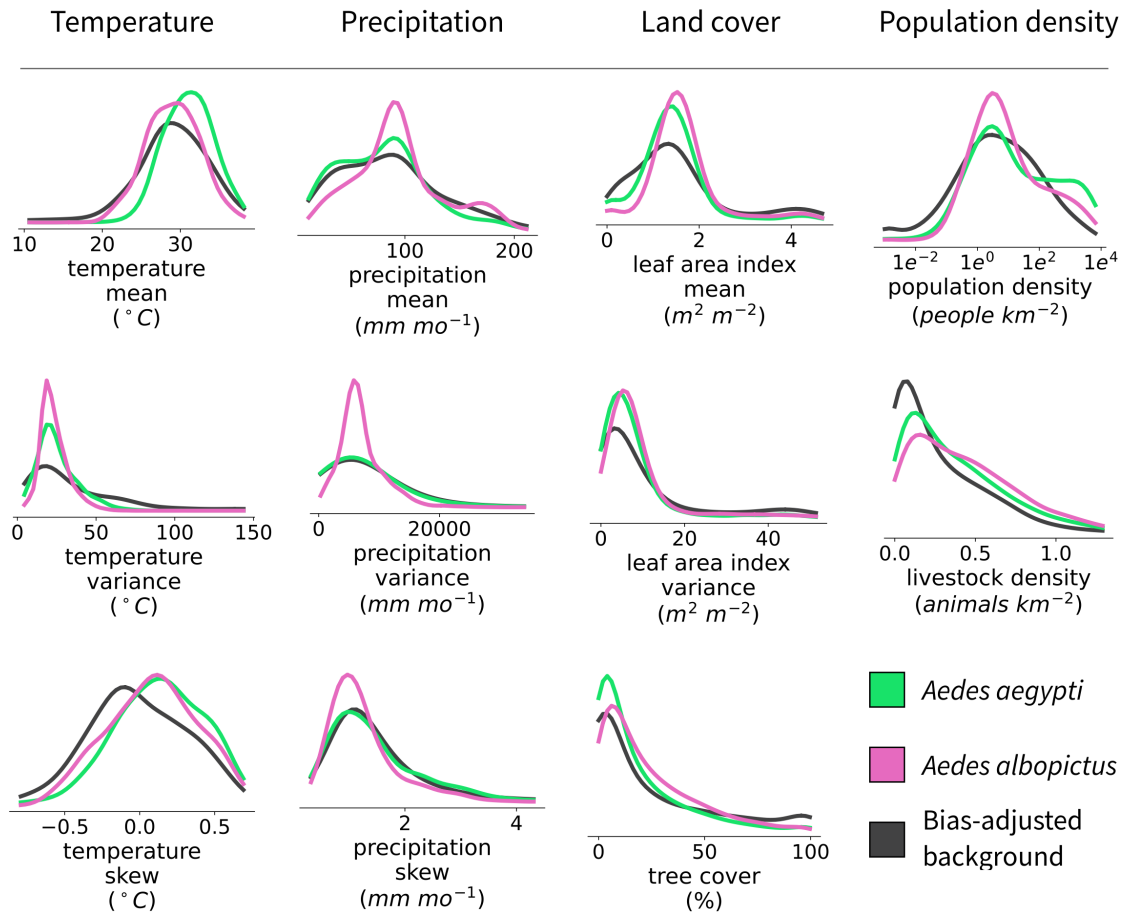 Temperature
Precipitation
Land cover
Population density
10 20 30
temperature
mean
(°C)
100 200
precipitation
mean
(mm mo⁻¹)
0 2 4
leaf area index
mean
(m² m⁻²)
1e⁻² 1e⁰ 1e² 1e⁴
population density
(people km⁻²)
0 50 100 150
temperature
variance
(°C)
0 20000
precipitation
variance
(mm mo⁻¹)
0 20 40
leaf area index
variance
(m² m⁻²)
0.0 0.5 1.0
livestock density
(animals km⁻²)
−0.5 0.0 0.5
temperature
skew
(°C)
2 4
precipitation
skew
(mm mo⁻¹)
0 50 100
tree cover
(%)
Aedes aegypti
Aedes albopictus
Bias-adjusted
background